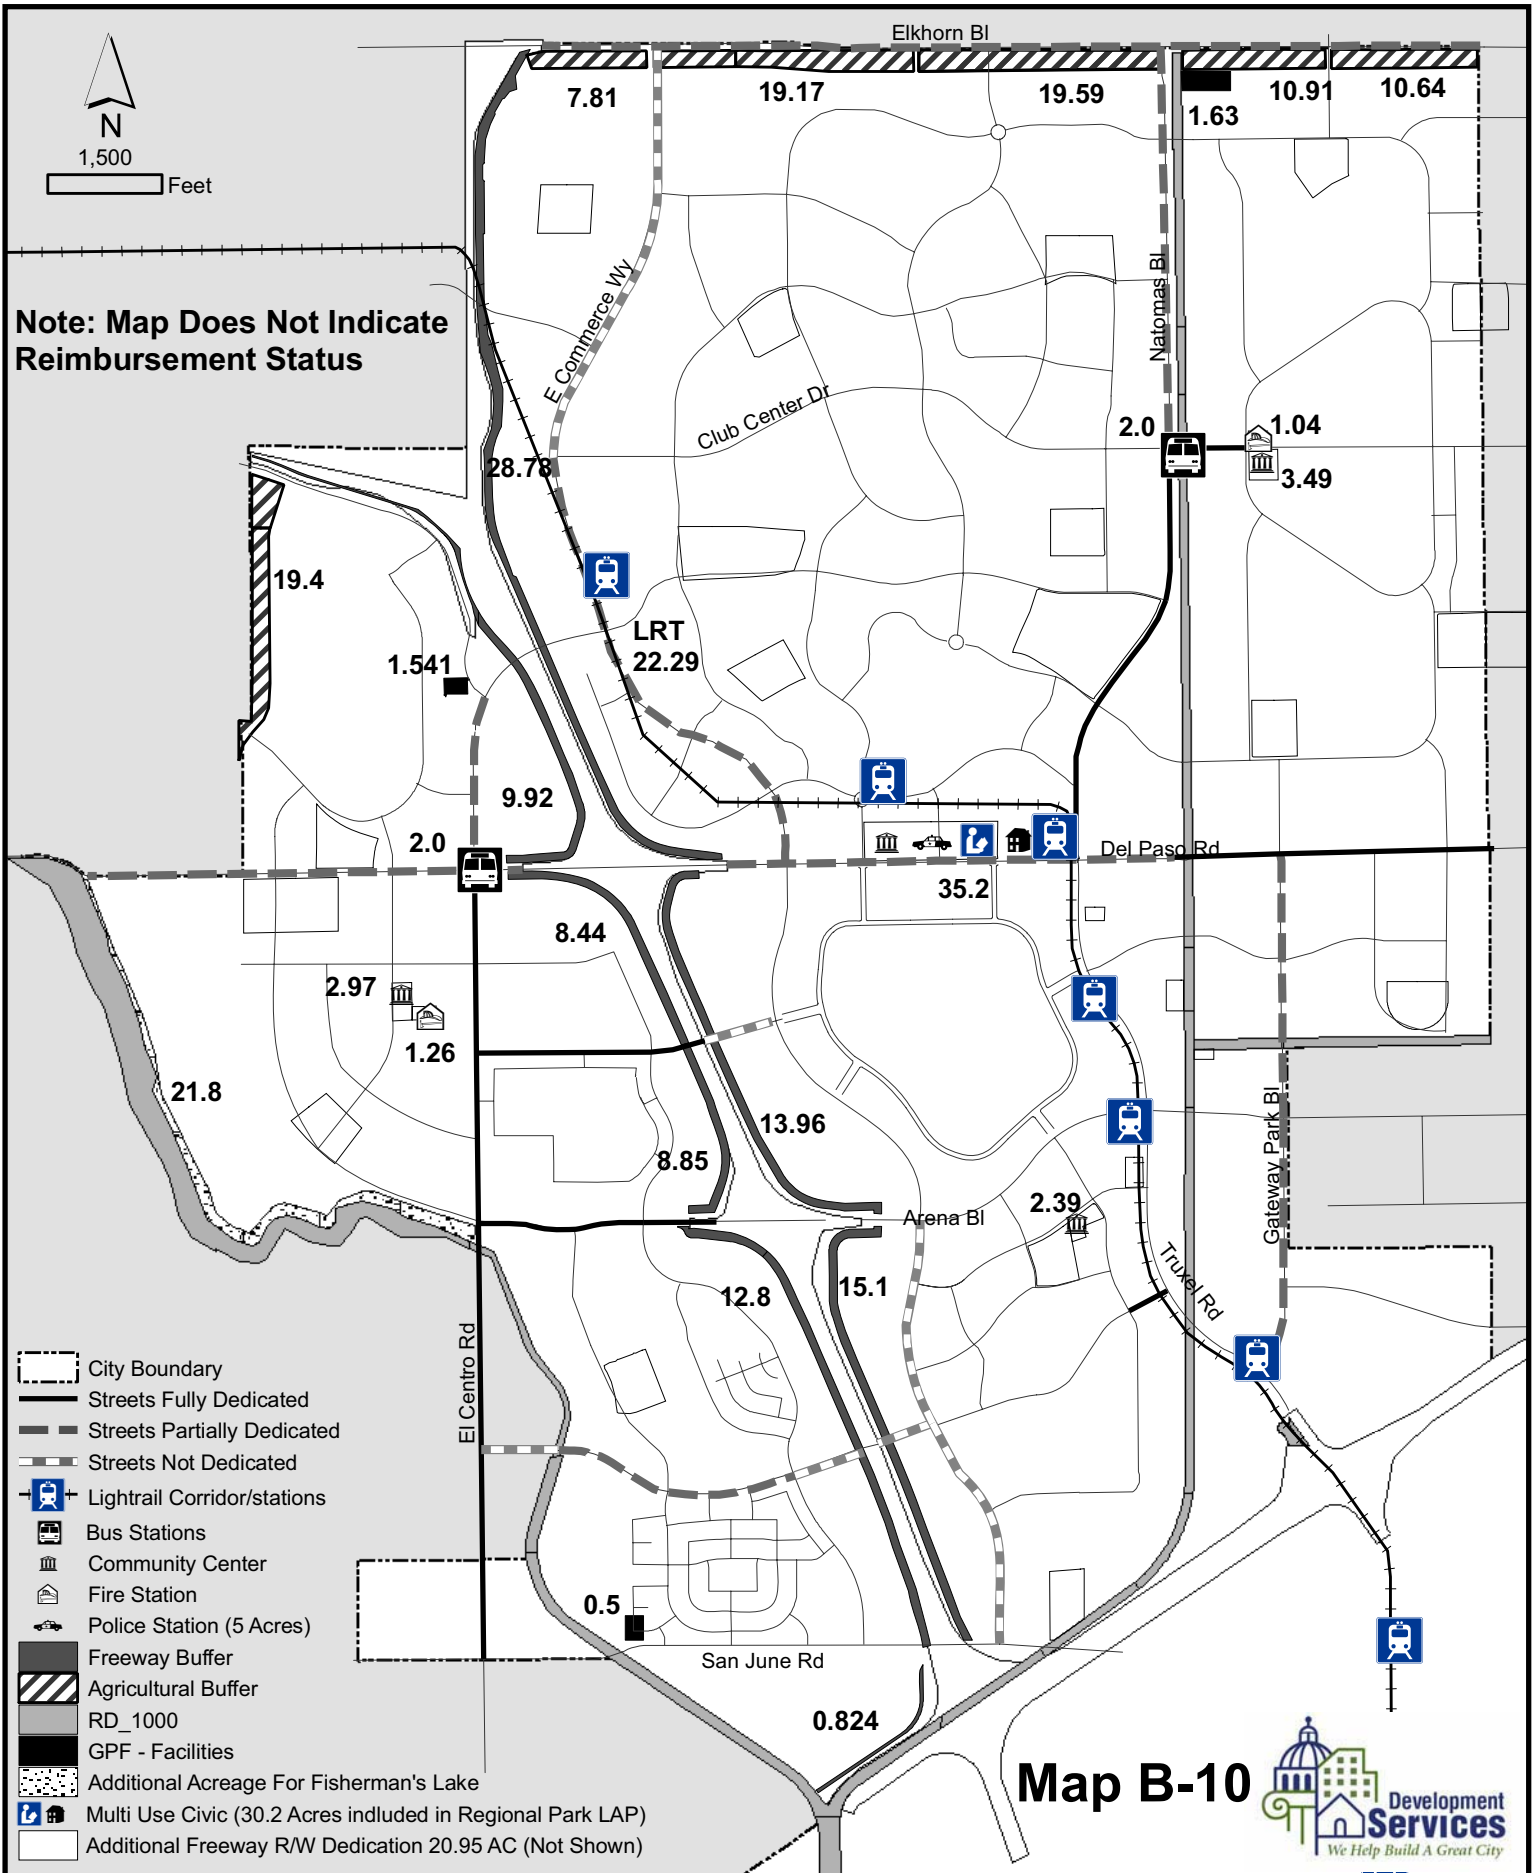 Elkhorn Bl
7.81
19.17
19.59
10.91
10.64
1.63
N
1,500
Feet
Note: Map Does Not Indicate
Reimbursement Status
E Commerce Wy
Natomas Bl
Club Center Dr
2.0
1.04
3.49
28.78
19.4
LRT
22.29
1.541
9.92
2.0
Del Paso Rd
35.2
8.44
2.97
1.26
21.8
13.96
8.85
2.39
Arena Bl
Gateway Park Bl
Truxel Rd
12.8
15.1
El Centro Rd
0.5
San June Rd
0.824
City Boundary
Streets Fully Dedicated
Streets Partially Dedicated
Streets Not Dedicated
Lightrail Corridor/stations
Bus Stations
Community Center
Fire Station
Police Station (5 Acres)
Freeway Buffer
Agricultural Buffer
RD_1000
GPF - Facilities
Additional Acreage For Fisherman's Lake
Multi Use Civic (30.2 Acres indluded in Regional Park LAP)
Additional Freeway R/W Dedication 20.95 AC (Not Shown)
Map B-10
Development
Services
We Help Build A Great City